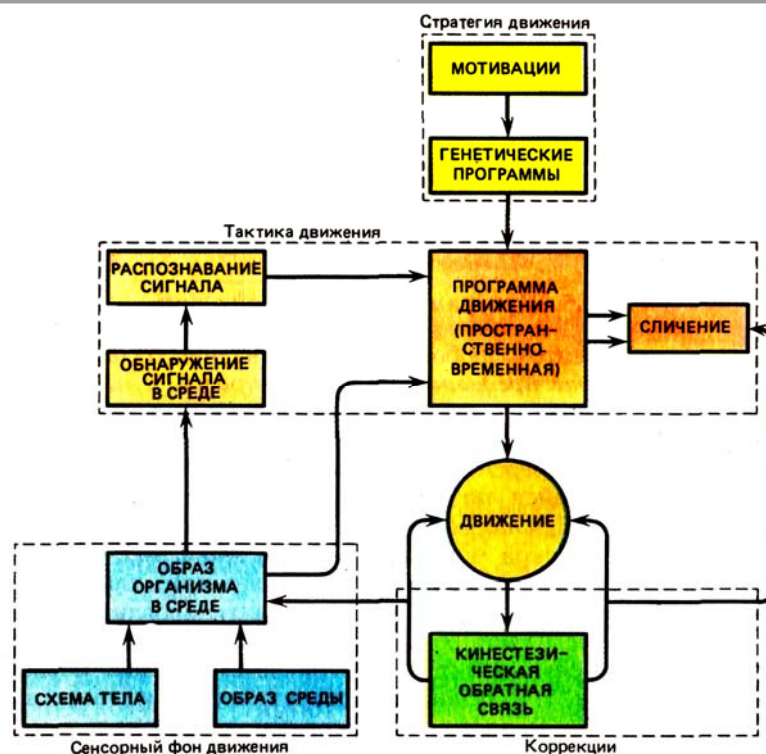 Стратегия движения
МОТИВАЦИИ
ГЕНЕТИЧЕСКИЕ
ПРОГРАММЫ
Тактика движения
РАСПОЗНАВАНИЕ
СИГНАЛА
ОБНАРУЖЕНИЕ
СИГНАЛА
В СРЕДЕ
ПРОГРАММА
ДВИЖЕНИЯ
(ПРОСТРАН-
СТВЕННО-
ВРЕМЕННАЯ)
СЛИЧЕНИЕ
ДВИЖЕНИЕ
ОБРАЗ
ОРГАНИЗМА
В СРЕДЕ
СХЕМА ТЕЛА
ОБРАЗ СРЕДЫ
Сенсорный фон движения
КИНЕСТЕЗИ-
ЧЕСКАЯ
ОБРАТНАЯ
СВЯЗЬ
Коррекции